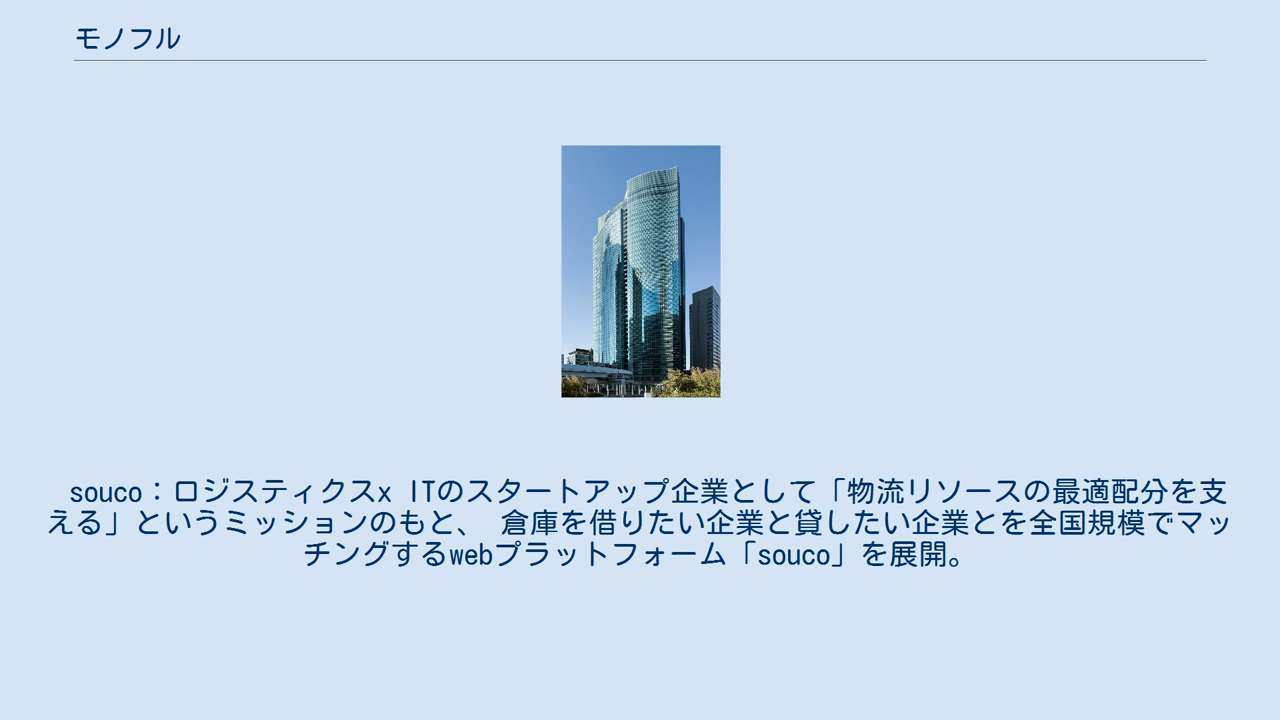 モノフル
souco：ロジスティクスx ITのスタートアップ企業として「物流リソースの最適配分を支
える」というミッションのもと、 倉庫を借りたい企業と貸したい企業とを全国規模でマッ
チングするwebプラットフォーム「souco」を展開。